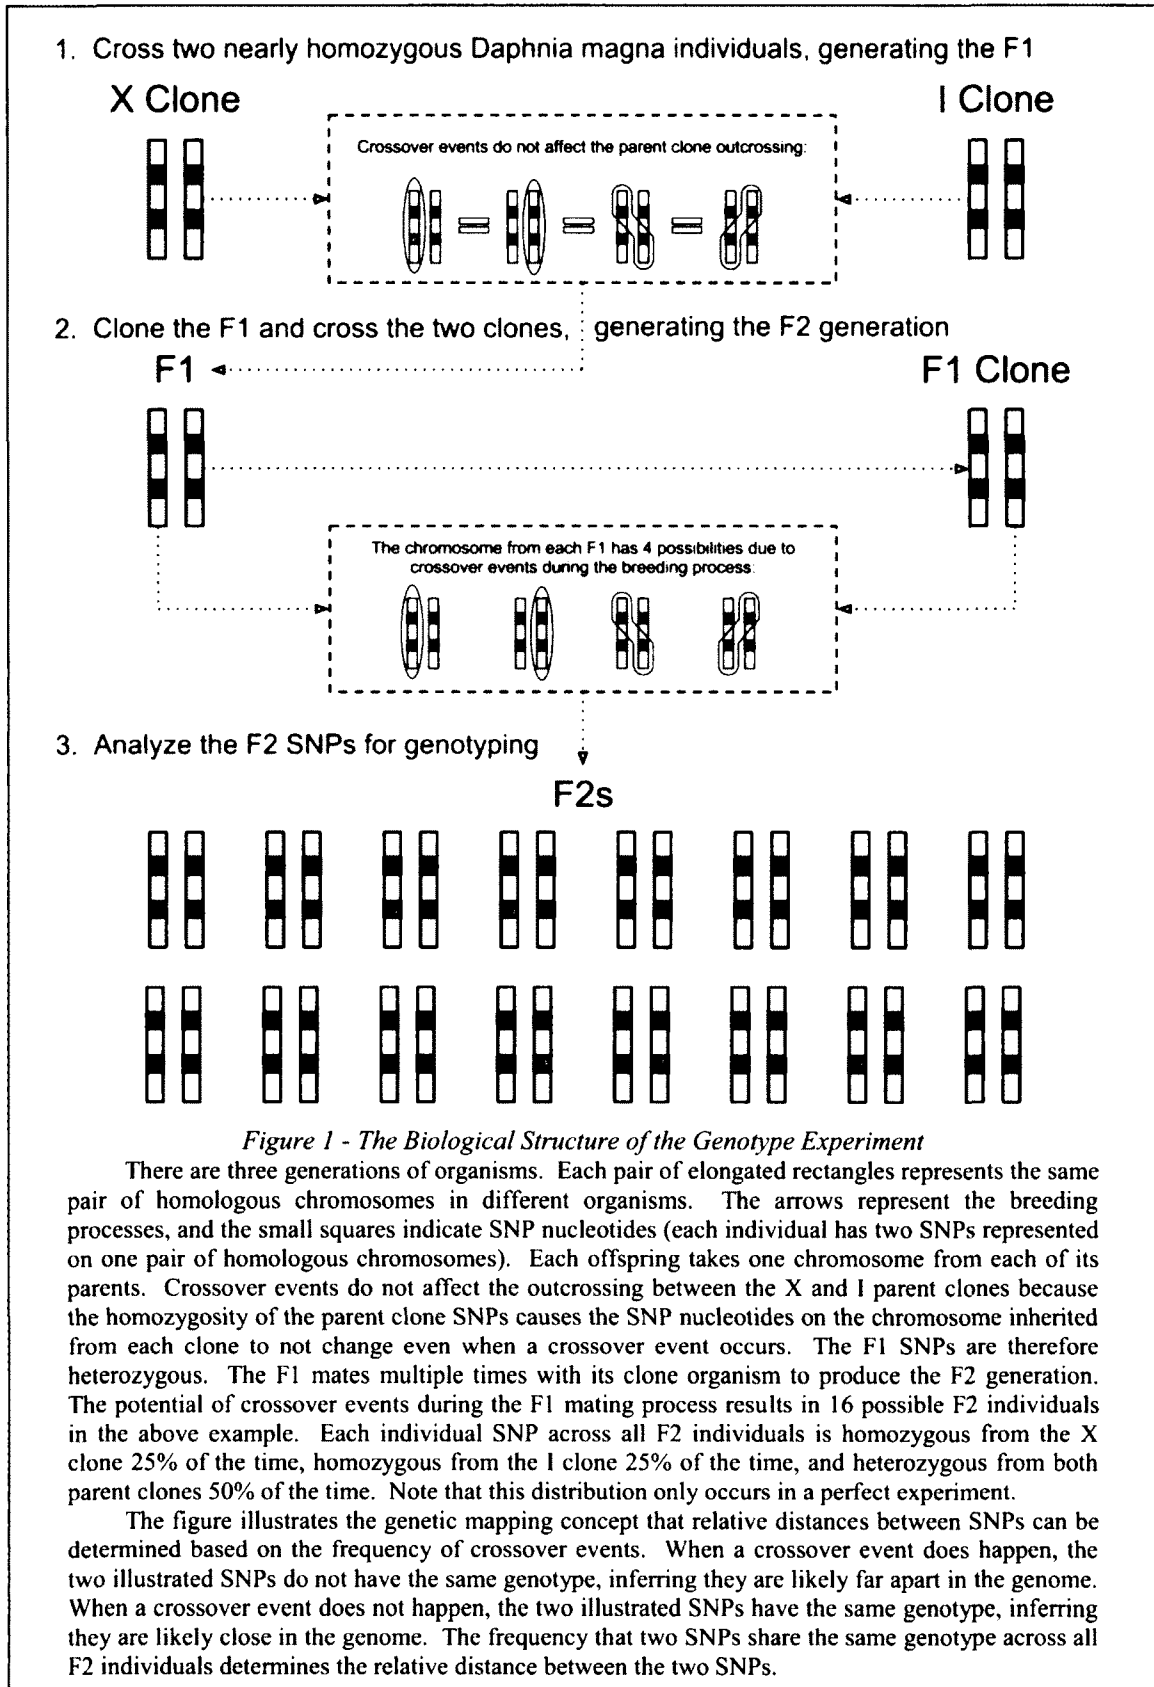 1. Cross two nearly homozygous Daphnia magna individuals, generating the F1
X Clone
I Clone
Crossover events do not affect the parent clone outcrossing:
2. Clone the F1 and cross the two clones, generating the F2 generation
F1
F1 Clone
The chromosome from each F1 has 4 possibilities due to
crossover events during the breeding process:
3. Analyze the F2 SNPs for genotyping
F2s
Figure 1 - The Biological Structure of the Genotype Experiment
There are three generations of organisms. Each pair of elongated rectangles represents the same
pair of homologous chromosomes in different organisms. The arrows represent the breeding
processes, and the small squares indicate SNP nucleotides (each individual has two SNPs represented
on one pair of homologous chromosomes). Each offspring takes one chromosome from each of its
parents. Crossover events do not affect the outcrossing between the X and I parent clones because
the homozygosity of the parent clone SNPs causes the SNP nucleotides on the chromosome inherited
from each clone to not change even when a crossover event occurs. The F1 SNPs are therefore
heterozygous. The F1 mates multiple times with its clone organism to produce the F2 generation.
The potential of crossover events during the F1 mating process results in 16 possible F2 individuals
in the above example. Each individual SNP across all F2 individuals is homozygous from the X
clone 25% of the time, homozygous from the I clone 25% of the time, and heterozygous from both
parent clones 50% of the time. Note that this distribution only occurs in a perfect experiment.
The figure illustrates the genetic mapping concept that relative distances between SNPs can be
determined based on the frequency of crossover events. When a crossover event does happen, the
two illustrated SNPs do not have the same genotype, inferring they are likely far apart in the genome.
When a crossover event does not happen, the two illustrated SNPs have the same genotype, inferring
they are likely close in the genome. The frequency that two SNPs share the same genotype across all
F2 individuals determines the relative distance between the two SNPs.